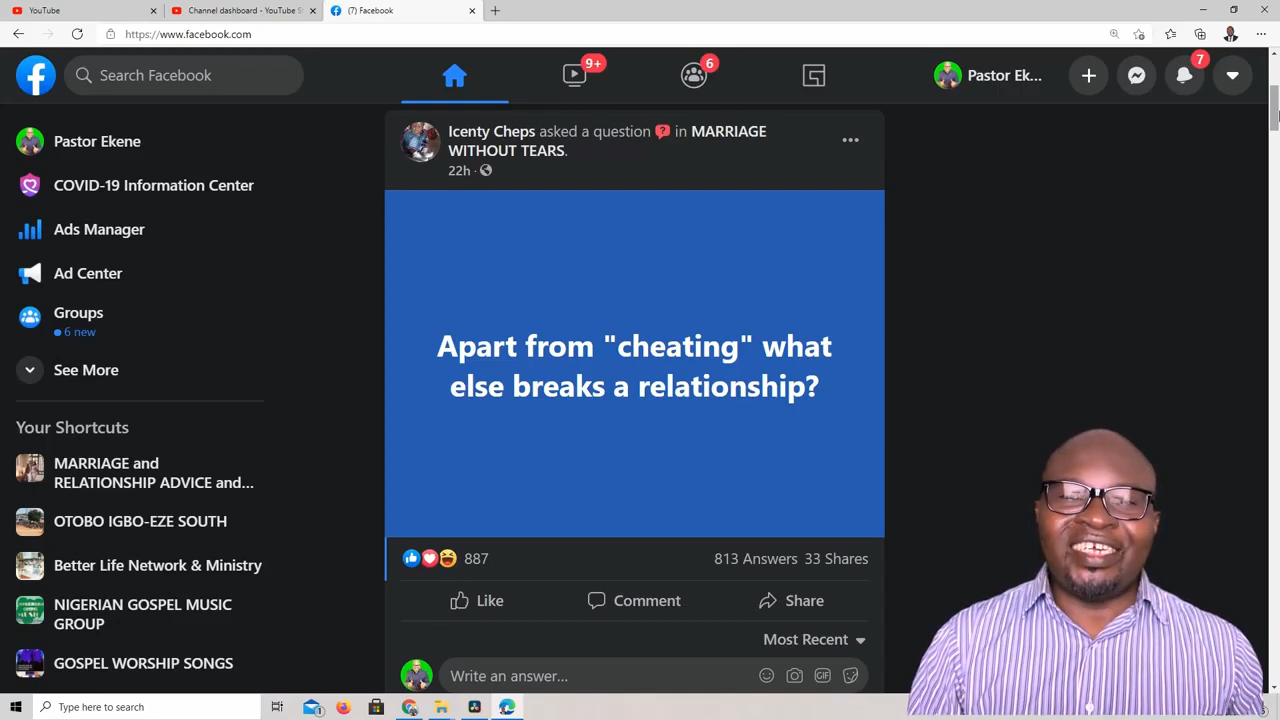 YouTube
Channel dashboard - YouTube S
(7) Facebook
https://www.facebook.com
Search Facebook
9+
6
Pastor Ek...
7
Pastor Ekene
COVID-19 Information Center
Ads Manager
Ad Center
Groups
6 new
See More
Your Shortcuts
MARRIAGE and
RELATIONSHIP ADVICE and...
OTOBO IGBO-EZE SOUTH
Better Life Network & Ministry
NIGERIAN GOSPEL MUSIC
GROUP
GOSPEL WORSHIP SONGS
Icenty Cheps asked a question in MARRIAGE
WITHOUT TEARS.
22h ·
Apart from "cheating" what
else breaks a relationship?
887
813 Answers 33 Shares
Like
Comment
Share
Most Recent
Write an answer...
GIF
Type here to search